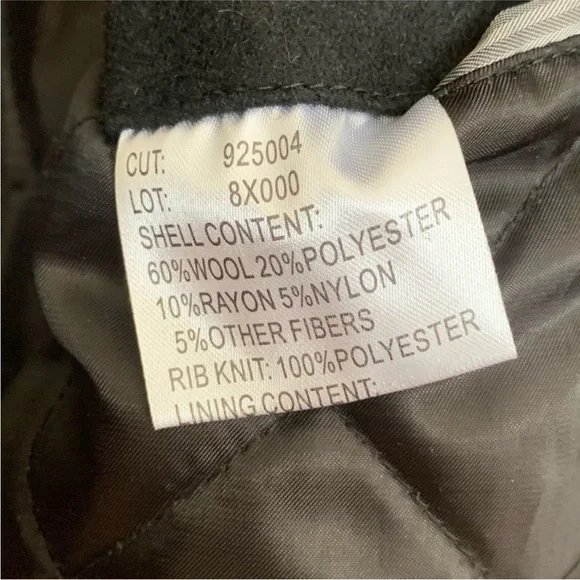 CUT: 925004
LOT: 8X000
SHELL CONTENT:
60%WOOL 20%POLYESTER
10%RAYON 5%NYLON
5%OTHER FIBERS
RIB KNIT: 100%POLYESTER
LINING CONTENT: